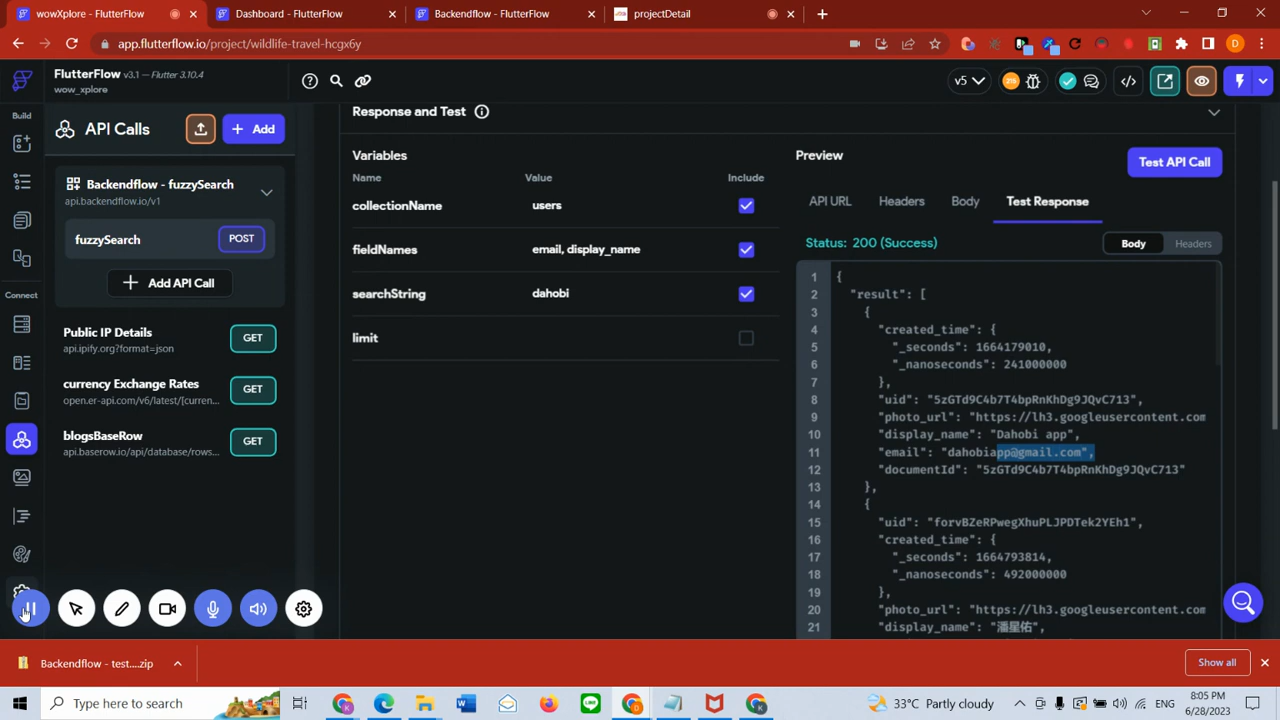 wowXplore - FlutterFlow
Dashboard - FlutterFlow
Backendflow - FlutterFlow
projectDetail
app.flutterflow.io/project/wildlife-travel-hcgx6y
D
FlutterFlow v3.1 — Flutter 3.10.4
wow_xplore
v5
Build
API Calls
Add
Backendflow - fuzzySearch
api.backendflow.io/v1
fuzzySearch
POST
Add API Call
Connect
Public IP Details
api.ipify.org?format=json
GET
currency Exchange Rates
open.er-api.com/v6/latest/[curren...
GET
blogsBaseRow
api.baserow.io/api/database/rows...
GET
Response and Test
Variables
Name Value Include
collectionName users
fieldNames email, display_name
searchString dahobi
limit
Preview
Test API Call
API URL Headers Body Test Response
Status: 200 (Success)
Body Headers
1 {
2 "result": [
3 {
4 "created_time": {
5 "_seconds": 1664179010,
6 "_nanoseconds": 241000000
7 },
8 "uid": "5zGTd9C4b7T4bpRnKhDg9JQvC713",
9 "photo_url": "https://lh3.googleusercontent.com
10 "display_name": "Dahobi app",
11 "email": "dahobiapp@gmail.com",
12 "documentId": "5zGTd9C4b7T4bpRnKhDg9JQvC713"
13 },
14 {
15 "uid": "forvBZeRPwegXhuPLJPDTek2YEh1",
16 "created_time": {
17 "_seconds": 1664793814,
18 "_nanoseconds": 492000000
19 },
20 "photo_url": "https://lh3.googleusercontent.com
21 "display_name": "潘星佑",
Backendflow - test....zip
Show all
Type here to search
33°C Partly cloudy
ENG
8:05 PM
6/28/2023